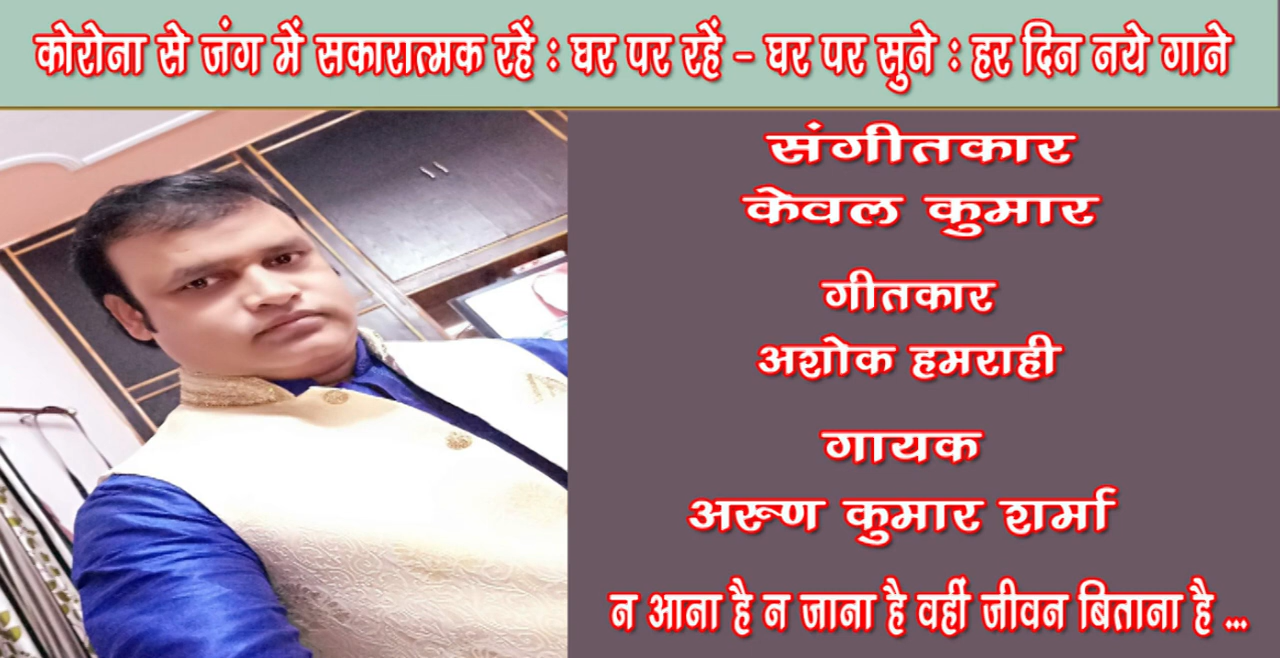 कोरोना से जंग में सकारात्मक रहें : घर पर रहें - घर पर सुने : हर दिन नये गाने
संगीतकार
केवल कुमार
गीतकार
अशोक हमराही
गायक
अरूण कुमार शर्मा
न आना है न जाना है वहीं जीवन बिताना है ...